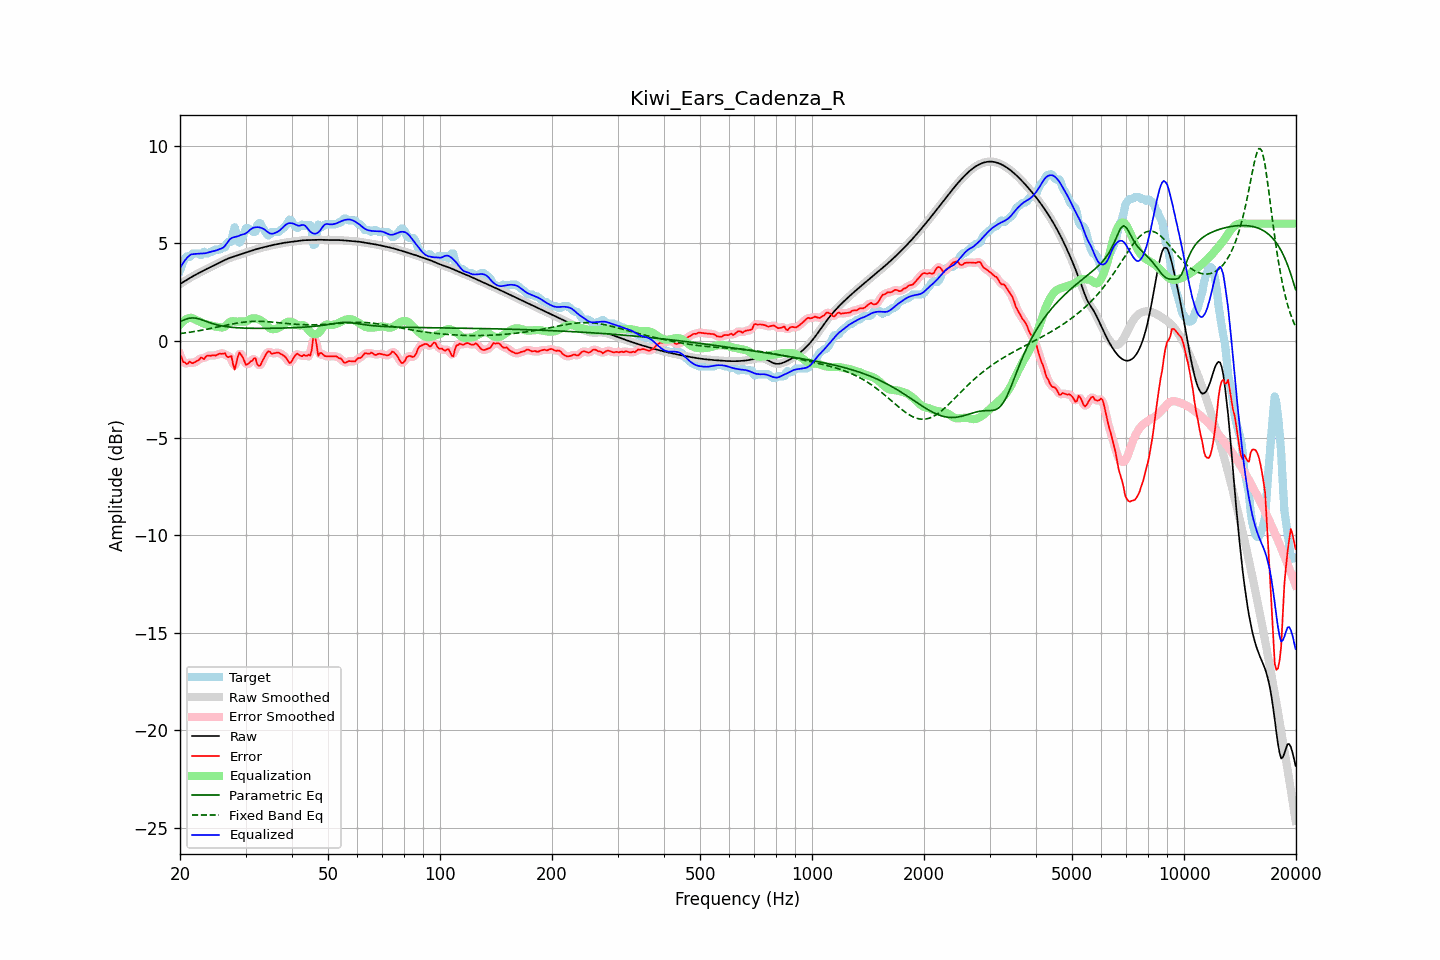 Kiwi_Ears_Cadenza_R
Amplitude (dBr)
10
5
0
−5
−10
−15
−20
−25
Target
Raw Smoothed
Error Smoothed
Raw
Error
Equalization
Parametric Eq
Fixed Band Eq
Equalized
20
50
100
200
500
1000
2000
5000
10000
20000
Frequency (Hz)